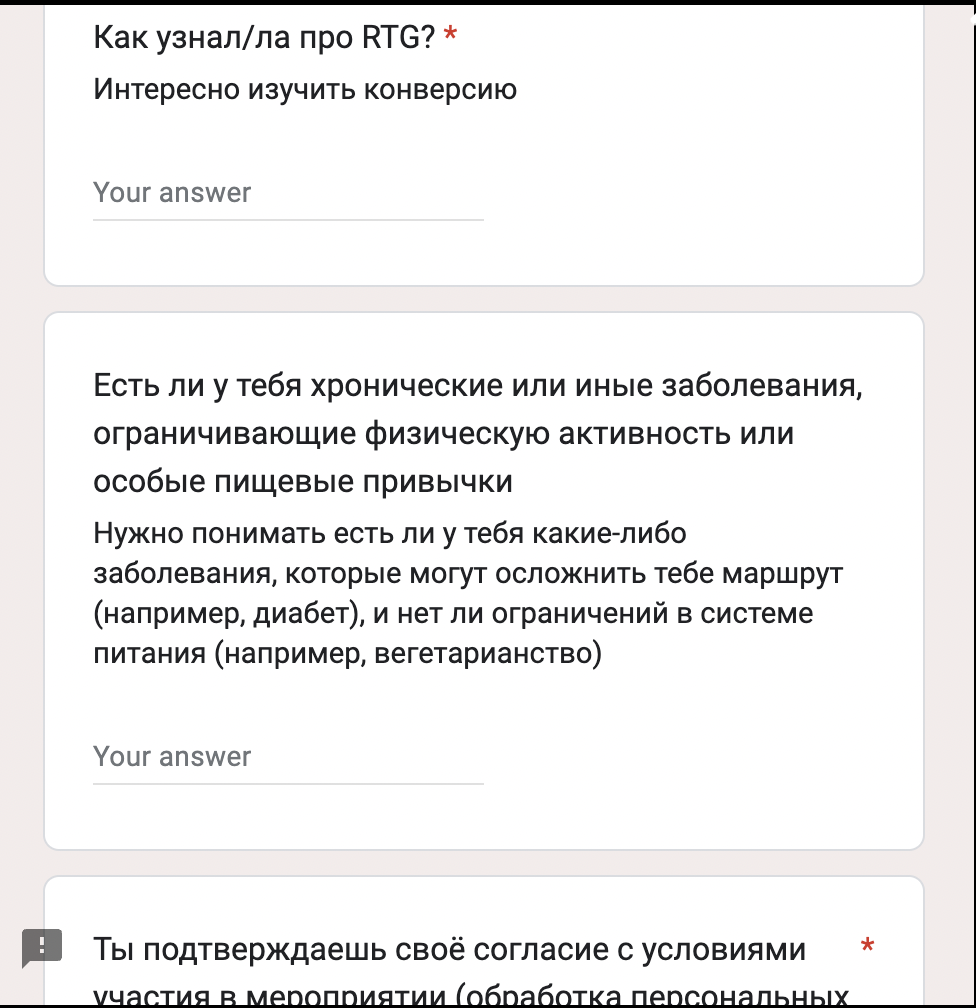 Как узнал/ла про RTG? *
Интересно изучить конверсию
Your answer
Есть ли у тебя хронические или иные заболевания,
ограничивающие физическую активность или
особые пищевые привычки
Нужно понимать есть ли у тебя какие-либо
заболевания, которые могут осложнить тебе маршрут
(например, диабет), и нет ли ограничений в системе
питания (например, вегетарианство)
Your answer
Ты подтверждаешь своё согласие с условиями *
участия в мероприятии (обработка персональных